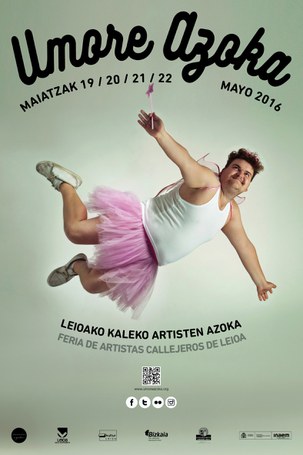 Umore Azoka
MAIATZAK 19 / 20 / 21 / 22
MAYO 2016
LEIOAKO KALEKO ARTISTEN AZOKA
FERIA DE ARTISTAS CALLEJEROS DE LEIOA
Bizkaia
inaem